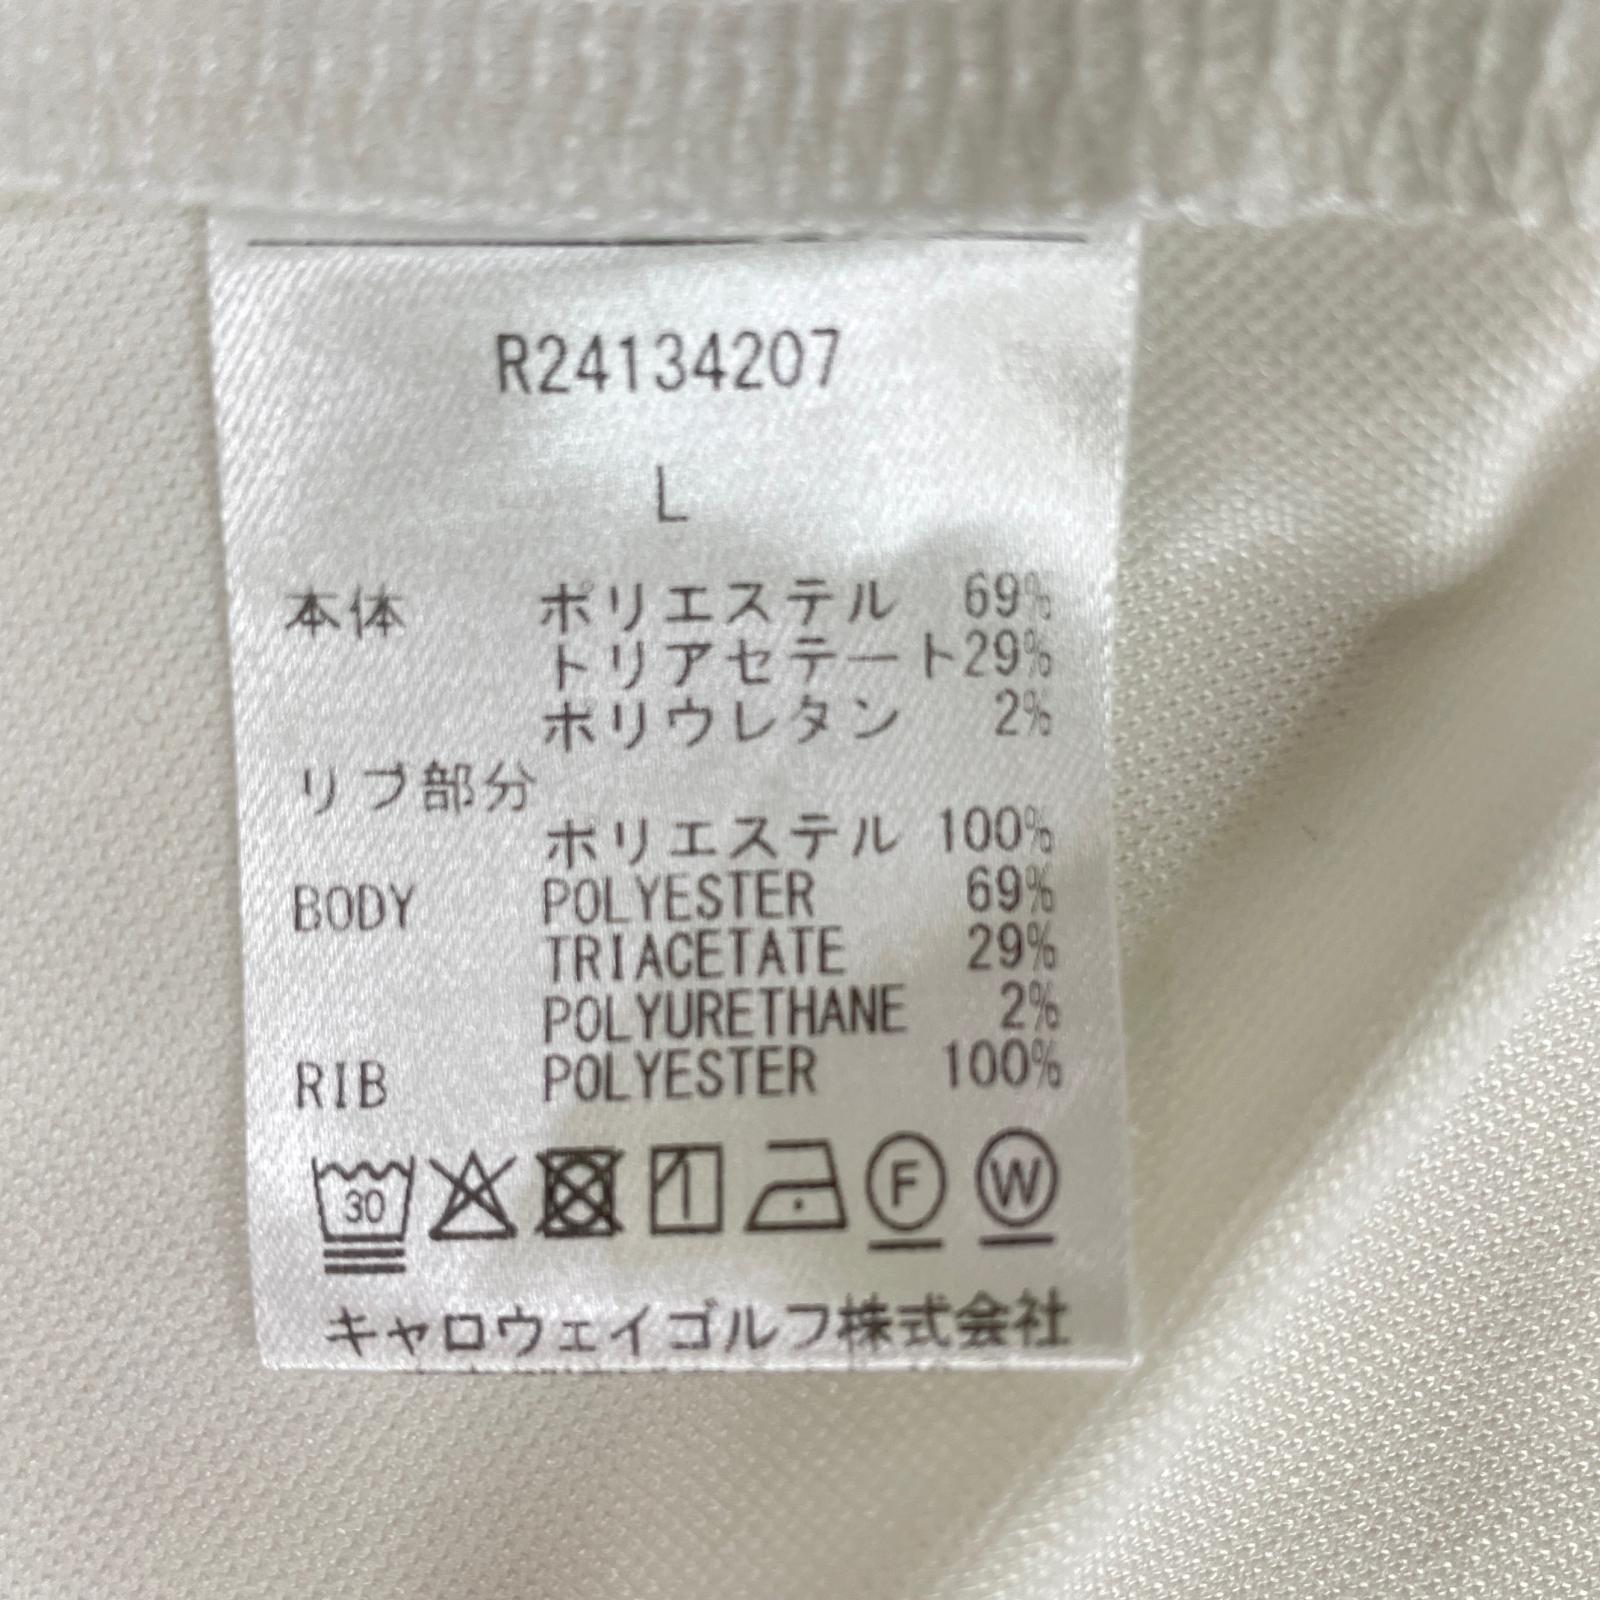 R24134207
L
本体 ポリエステル 69%
トリアセテート29%
ポリウレタン 2%
リブ部分
ポリエステル 100%
BODY POLYESTER 69%
TRIACETATE 29%
POLYURETHANE 2%
RIB POLYESTER 100%
30 F W
キャロウェイゴルフ株式会社